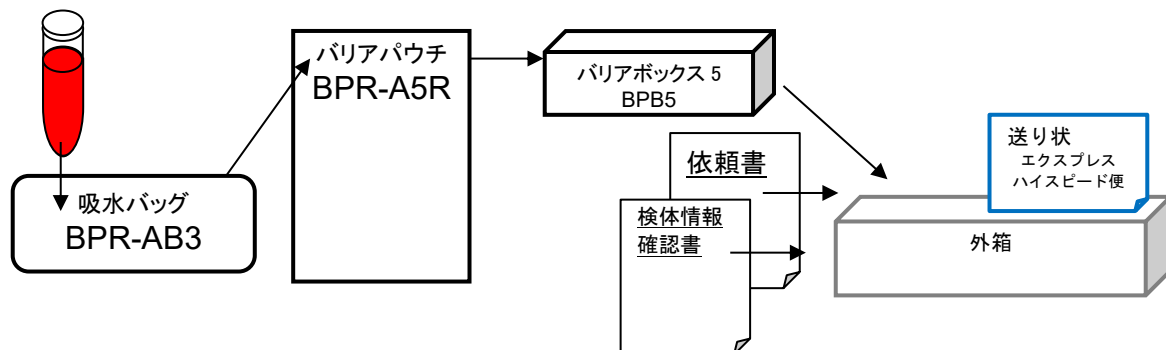 バリアパウチ
BPR-A5R
バリアボックス 5
BPB5
送り状
エクスプレス
ハイスピード便
依頼書
吸水バッグ
BPR-AB3
検体情報
確認書
外箱